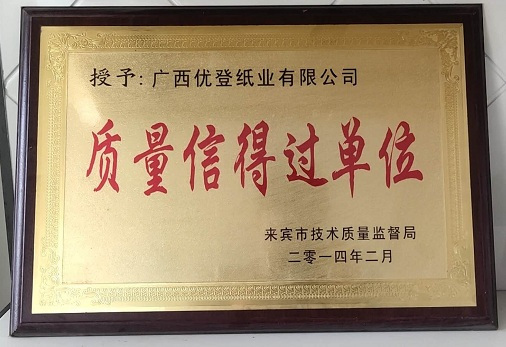 授予:广西优登纸业有限公司
质量信得过单位
来宾市技术质量监督局
二零一四年二月